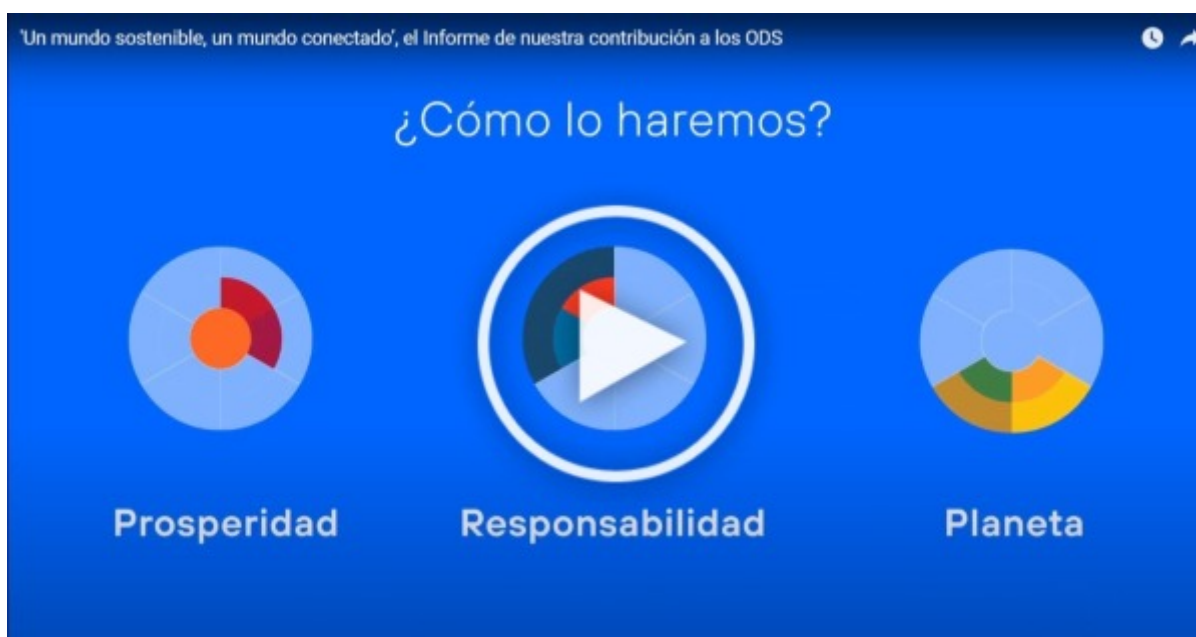 'Un mundo sostenible, un mundo conectado', el Informe de nuestra contribución a los ODS
¿Cómo lo haremos?
Prosperidad
Responsabilidad
Planeta